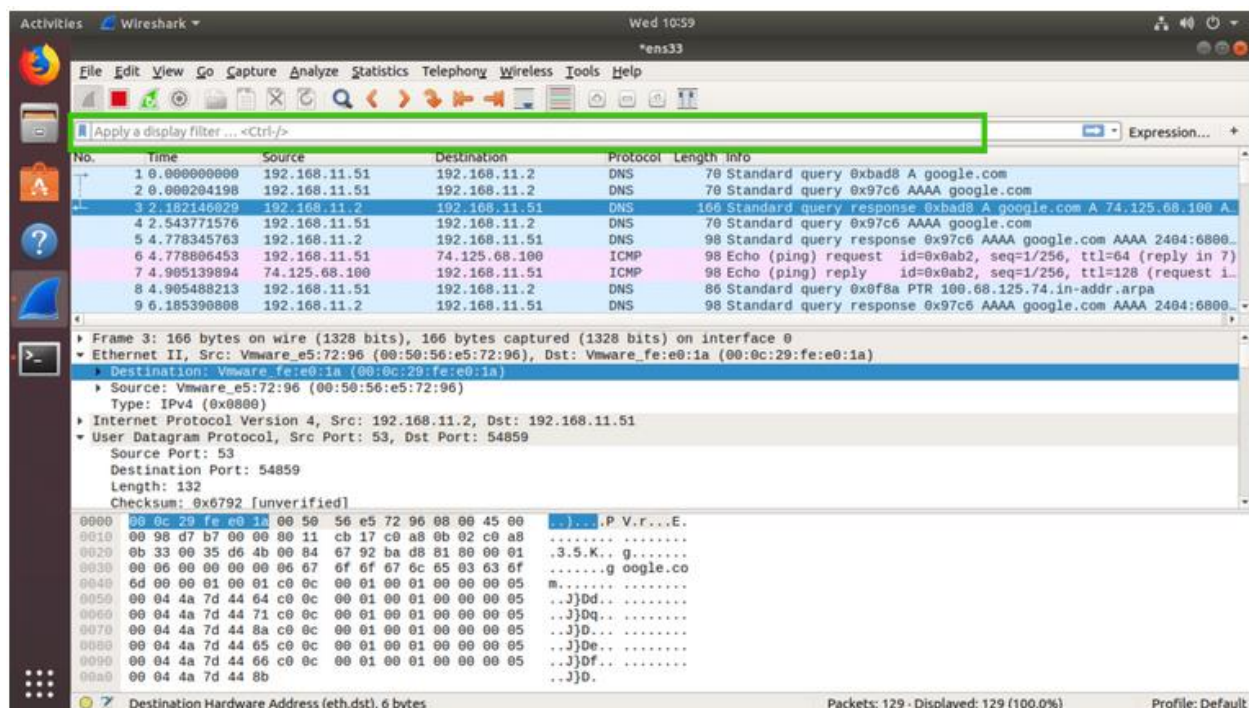 Activities Wireshark Wed 10:59
*ens33
File Edit View Go Capture Analyze Statistics Telephony Wireless Tools Help
Apply a display filter ... <Ctrl-/> Expression... +
No. Time Source Destination Protocol Length Info
1 0.000000000 192.168.11.51 192.168.11.2 DNS 70 Standard query 0xbad8 A google.com
2 0.000204198 192.168.11.51 192.168.11.2 DNS 70 Standard query 0x97c6 AAAA google.com
3 2.182146029 192.168.11.2 192.168.11.51 DNS 166 Standard query response 0xbad8 A google.com A 74.125.68.100 A…
4 2.543771576 192.168.11.51 192.168.11.2 DNS 70 Standard query 0x97c6 AAAA google.com
5 4.778345763 192.168.11.2 192.168.11.51 DNS 98 Standard query response 0x97c6 AAAA google.com AAAA 2404:6800…
6 4.778806453 192.168.11.51 74.125.68.100 ICMP 98 Echo (ping) request id=0x0ab2, seq=1/256, ttl=64 (reply in 7)
7 4.905139894 74.125.68.100 192.168.11.51 ICMP 98 Echo (ping) reply id=0x0ab2, seq=1/256, ttl=128 (request i…
8 4.905488213 192.168.11.51 192.168.11.2 DNS 86 Standard query 0x0f8a PTR 100.68.125.74.in-addr.arpa
9 6.185390808 192.168.11.2 192.168.11.51 DNS 98 Standard query response 0x97c6 AAAA google.com AAAA 2404:6800…
Frame 3: 166 bytes on wire (1328 bits), 166 bytes captured (1328 bits) on interface 0
Ethernet II, Src: Vmware_e5:72:96 (00:50:56:e5:72:96), Dst: Vmware_fe:e0:1a (00:0c:29:fe:e0:1a)
Destination: Vmware_fe:e0:1a (00:0c:29:fe:e0:1a)
Source: Vmware_e5:72:96 (00:50:56:e5:72:96)
Type: IPv4 (0x0800)
Internet Protocol Version 4, Src: 192.168.11.2, Dst: 192.168.11.51
User Datagram Protocol, Src Port: 53, Dst Port: 54859
Source Port: 53
Destination Port: 54859
Length: 132
Checksum: 0x6792 [unverified]
0000 00 0c 29 fe e0 1a 00 50 56 e5 72 96 08 00 45 00 ..)....P V.r...E.
0010 00 98 d7 b7 00 00 80 11 cb 17 c0 a8 0b 02 c0 a8 ........ ........
0020 0b 33 00 35 d6 4b 00 84 67 92 ba d8 81 80 00 01 .3.5.K.. g.......
0030 00 06 00 00 00 00 06 67 6f 6f 67 6c 65 03 63 6f .......g oogle.co
0040 6d 00 00 01 00 01 c0 0c 00 01 00 01 00 00 00 05 m....... ........
0050 00 04 4a 7d 44 64 c0 0c 00 01 00 01 00 00 00 05 ..J}Dd.. ........
0060 00 04 4a 7d 44 71 c0 0c 00 01 00 01 00 00 00 05 ..J}Dq.. ........
0070 00 04 4a 7d 44 8a c0 0c 00 01 00 01 00 00 00 05 ..J}D... ........
0080 00 04 4a 7d 44 65 c0 0c 00 01 00 01 00 00 00 05 ..J}De.. ........
0090 00 04 4a 7d 44 66 c0 0c 00 01 00 01 00 00 00 05 ..J}Df.. ........
00a0 00 04 4a 7d 44 8b ..J}D.
Destination Hardware Address (eth.dst), 6 bytes Packets: 129 · Displayed: 129 (100.0%) Profile: Default